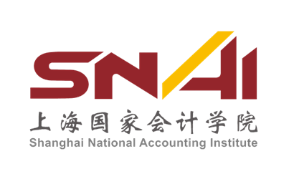 SNAI
上海国家会计学院
Shanghai National Accounting Institute